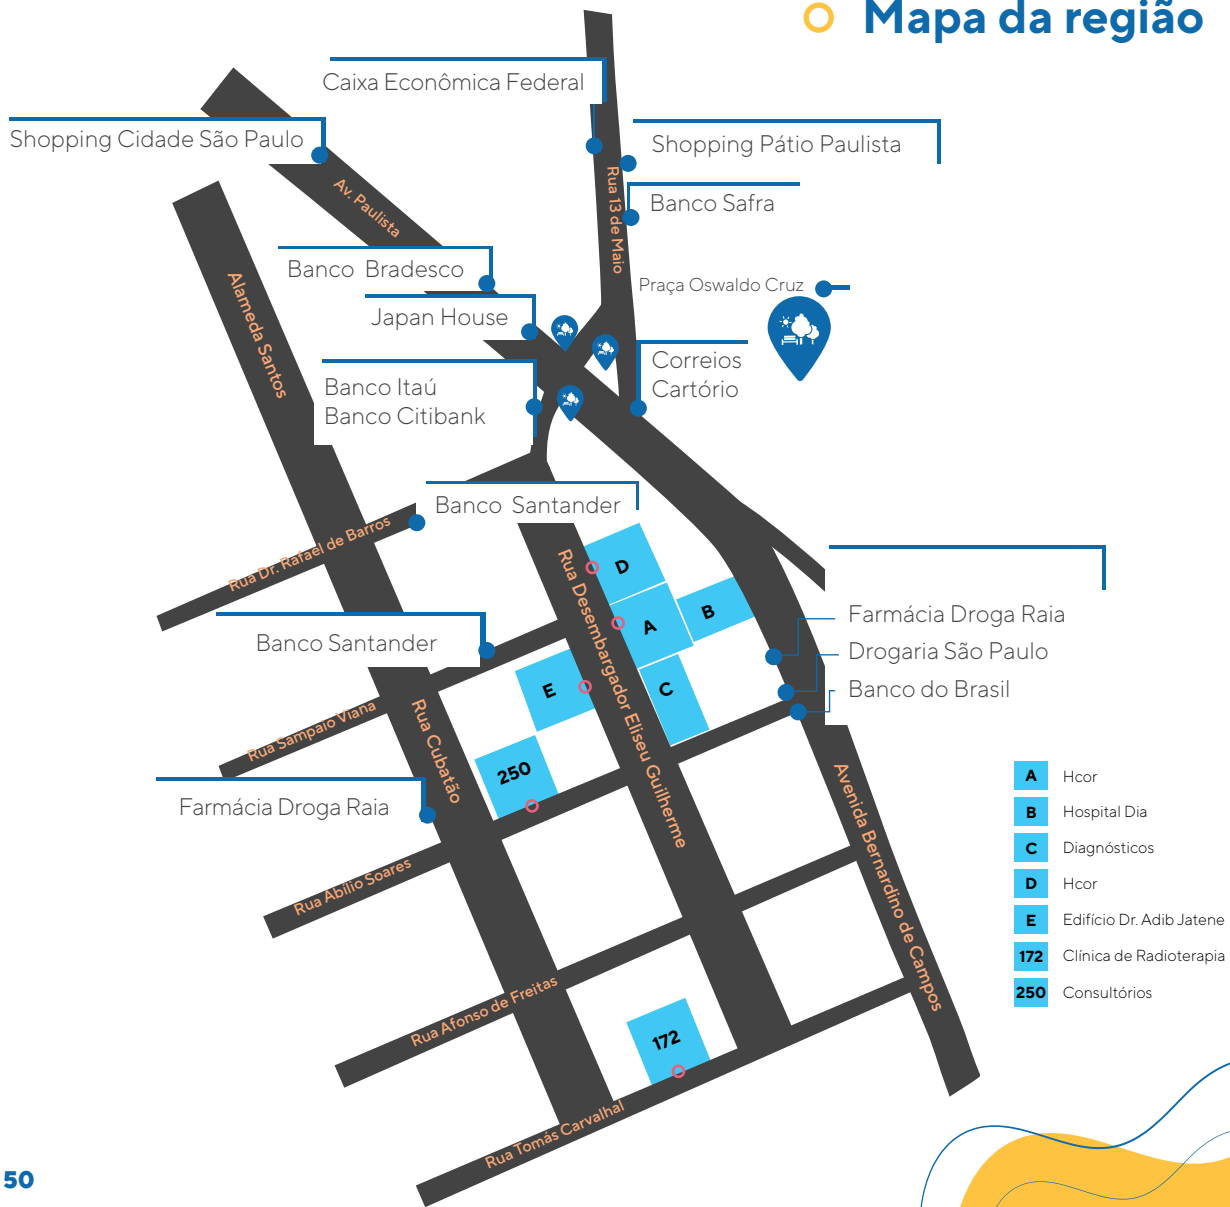 Mapa da região
Caixa Econômica Federal
Shopping Cidade São Paulo
Shopping Pátio Paulista
Av. Paulista
Rua 13 de Maio
Banco Safra
Banco Bradesco
Praça Oswaldo Cruz
Alameda Santos
Japan House
Correios
Cartório
Banco Itaú
Banco Citibank
Banco Santander
Rua Dr. Rafael de Barros
Rua Desembargador Eliseu Guilherme
D
A
B
Farmácia Droga Raia
Drogaria São Paulo
Banco do Brasil
Banco Santander
E
C
Rua Sampaio Viana
Rua Cubatão
250
Farmácia Droga Raia
Avenida Bernardino de Campos
Rua Abílio Soares
Rua Afonso de Freitas
172
Rua Tomás Carvalhal
A Hcor
B Hospital Dia
C Diagnósticos
D Hcor
E Edifício Dr. Adib Jatene
172 Clínica de Radioterapia
250 Consultórios
50